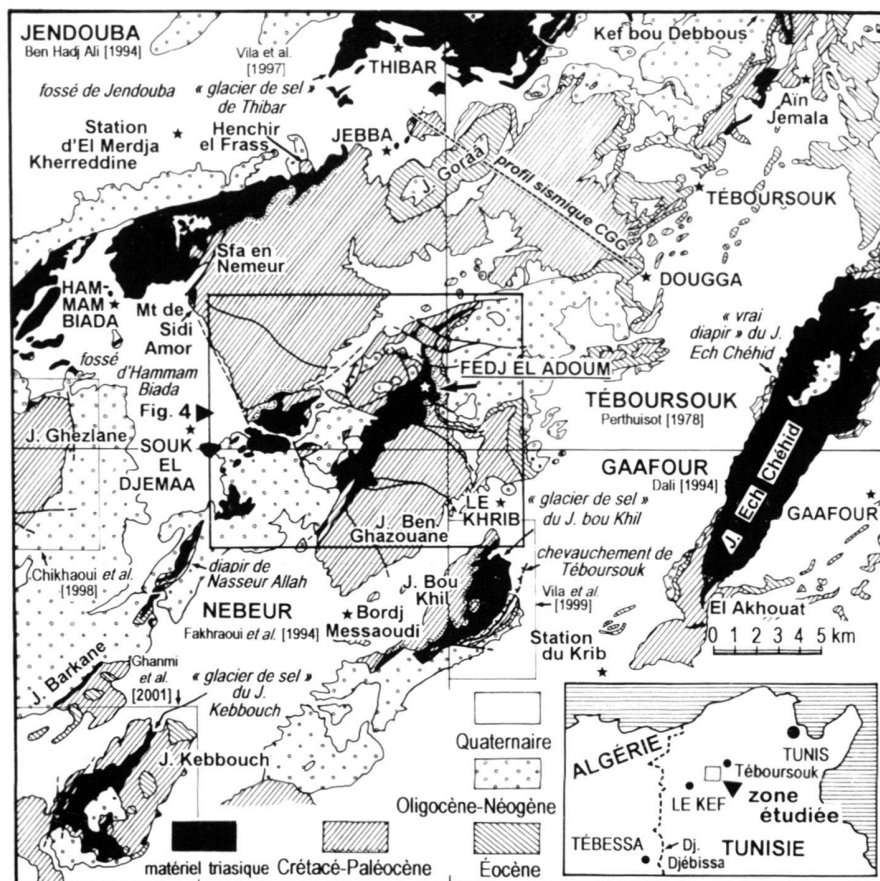 JENDOUBA
Ben Hadj Ali [1994]
fossé de Jendouba
Vila et al.
[1997]
« glacier de sel »
de Thibar
THIBAR
Kef bou Debbous
Aïn
Jemala
Station
d'El Merdja
Kherreddine
Henchir
el Frass
JEBBA
J. Goraa
profil sismique CGG
TÉBOURSOUK
DOUGGA
Sfa en
Nemeur
HAM-
MAM
BIADA
Mt de
Sidi
Amor
fossé
d'Hammam
Biada
« vrai
diapir » du J.
Ech Chéhid
FEDJ EL ADOUM
TÉBOURSOUK
Perthuisot [1978]
Fig. 4
J. Ghezlane
SOUK
EL
DJEMAA
GAAFOUR
Dali [1994]
J. Ech Chéhid
GAAFOUR
LE
KHRIB
« glacier de sel »
du J. bou Khil
J. Ben
Ghazouane
chevauchement de
Téboursouk
Chikhaoui et al.
[1998]
diapir de
Nasseur Allah
J. Bou
Khil
Vila et al.
[1999]
NEBEUR
Fakhraoui et al. [1994]
Bordj
Messaoudi
El Akhouat
Station
du Krib
0 1 2 3 4 5 km
J. Barkane
Ghanmi
et al.
[2001]
« glacier de sel »
du J.
Kebbouch
J. Kebbouch
Quaternaire
Oligocène-Néogène
matériel triasique
Crétacé-Paléocène
Éocène
ALGÉRIE
TUNIS
Téboursouk
LE KEF
zone
étudiée
TÉBESSA
Dj.
Djébissa
TUNISIE